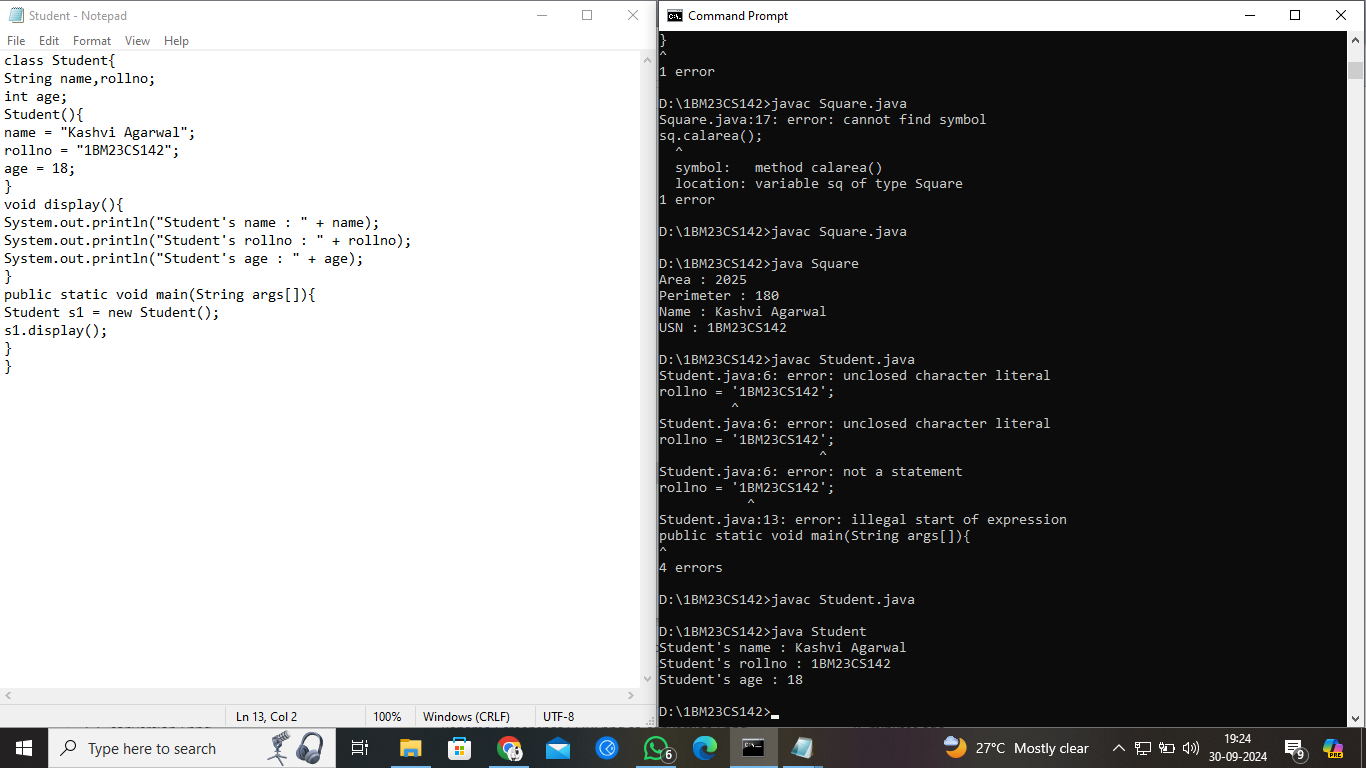 Student - Notepad
File Edit Format View Help
class Student{
String name,rollno;
int age;
Student(){
name = "Kashvi Agarwal";
rollno = "1BM23CS142";
age = 18;
}
void display(){
System.out.println("Student's name : " + name);
System.out.println("Student's rollno : " + rollno);
System.out.println("Student's age : " + age);
}
public static void main(String args[]){
Student s1 = new Student();
s1.display();
}
}
Ln 13, Col 2 100% Windows (CRLF) UTF-8
Command Prompt
}
^
1 error
D:\1BM23CS142>javac Square.java
Square.java:17: error: cannot find symbol
sq.calarea();
^
symbol:   method calarea()
location: variable sq of type Square
1 error
D:\1BM23CS142>javac Square.java
D:\1BM23CS142>java Square
Area : 2025
Perimeter : 180
Name : Kashvi Agarwal
USN : 1BM23CS142
D:\1BM23CS142>javac Student.java
Student.java:6: error: unclosed character literal
rollno = '1BM23CS142';
^
Student.java:6: error: unclosed character literal
rollno = '1BM23CS142';
^
Student.java:6: error: not a statement
rollno = '1BM23CS142';
^
Student.java:13: error: illegal start of expression
public static void main(String args[]){
^
4 errors
D:\1BM23CS142>javac Student.java
D:\1BM23CS142>java Student
Student's name : Kashvi Agarwal
Student's rollno : 1BM23CS142
Student's age : 18
D:\1BM23CS142>
Type here to search
6
27°C Mostly clear
19:24
30-09-2024
9
PRE